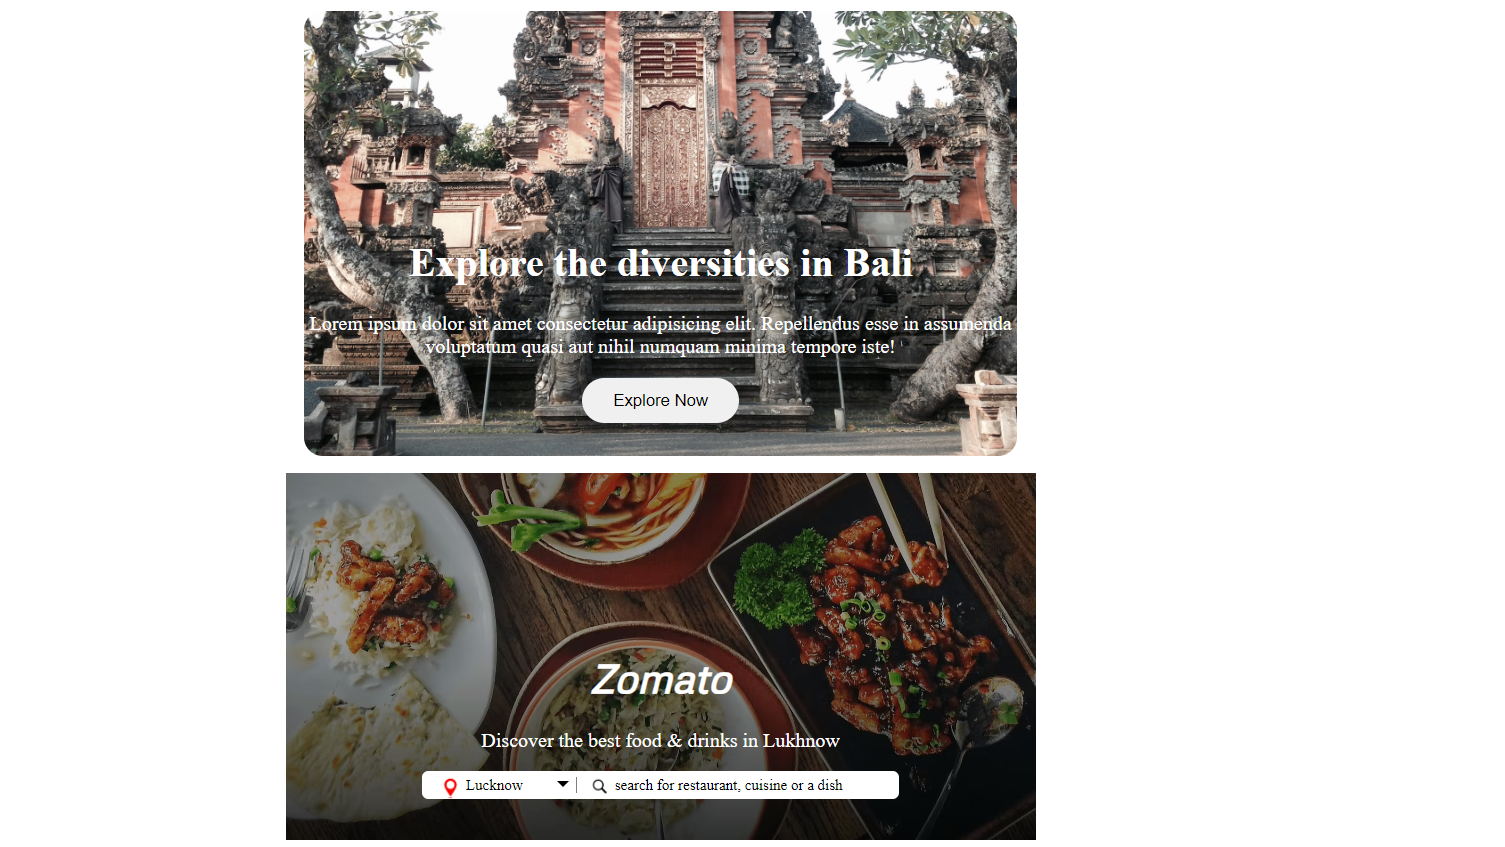 Explore the diversities in Bali
Lorem ipsum dolor sit amet consectetur adipisicing elit. Repellendus esse in assumenda
voluptatum quasi aut nihil numquam minima tempore iste!
Explore Now
Zomato
Discover the best food & drinks in Lukhnow
Lucknow
search for restaurant, cuisine or a dish